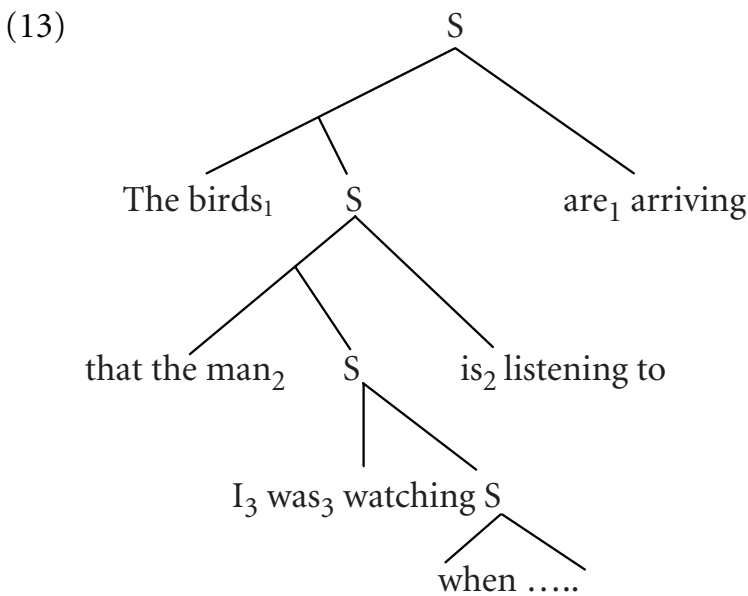 (13) S
The birds₁ S are₁ arriving
that the man₂ S is₂ listening to
I₃ was₃ watching S
when …..